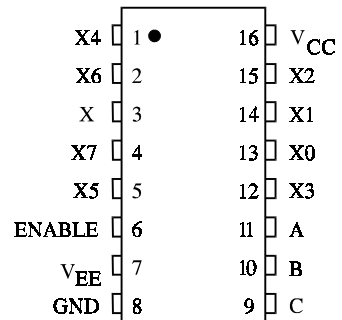 X4 1 16 VCC
X6 2 15 X2
X 3 14 X1
X7 4 13 X0
X5 5 12 X3
ENABLE 6 11 A
VEE 7 10 B
GND 8 9 C